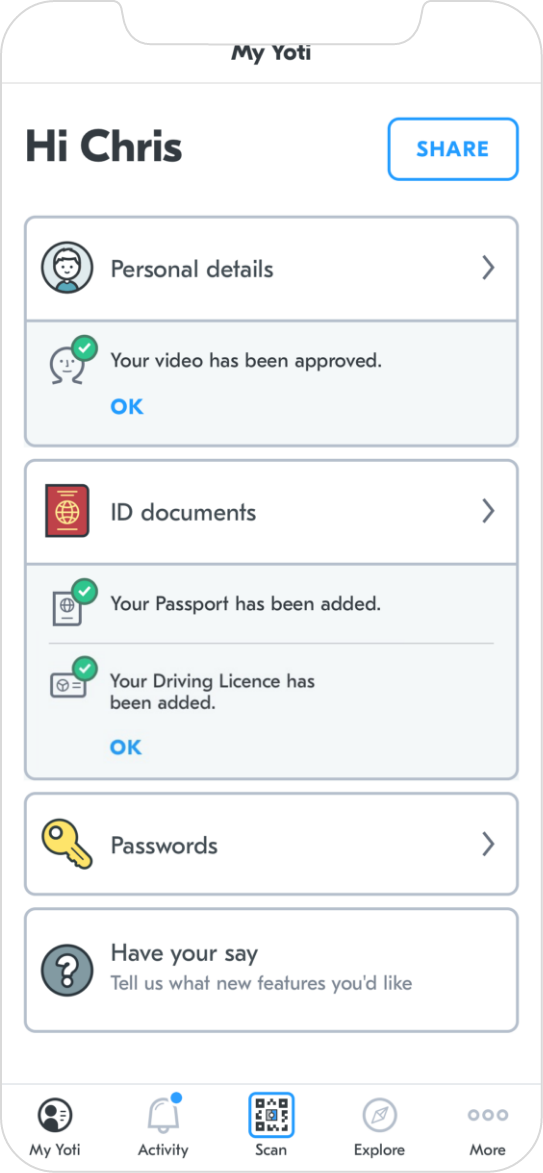 My Yoti
Hi Chris
SHARE
Personal details
Your video has been approved.
OK
ID documents
Your Passport has been added.
Your Driving Licence has
been added.
OK
Passwords
Have your say
Tell us what new features you'd like
My Yoti
Activity
Scan
Explore
More